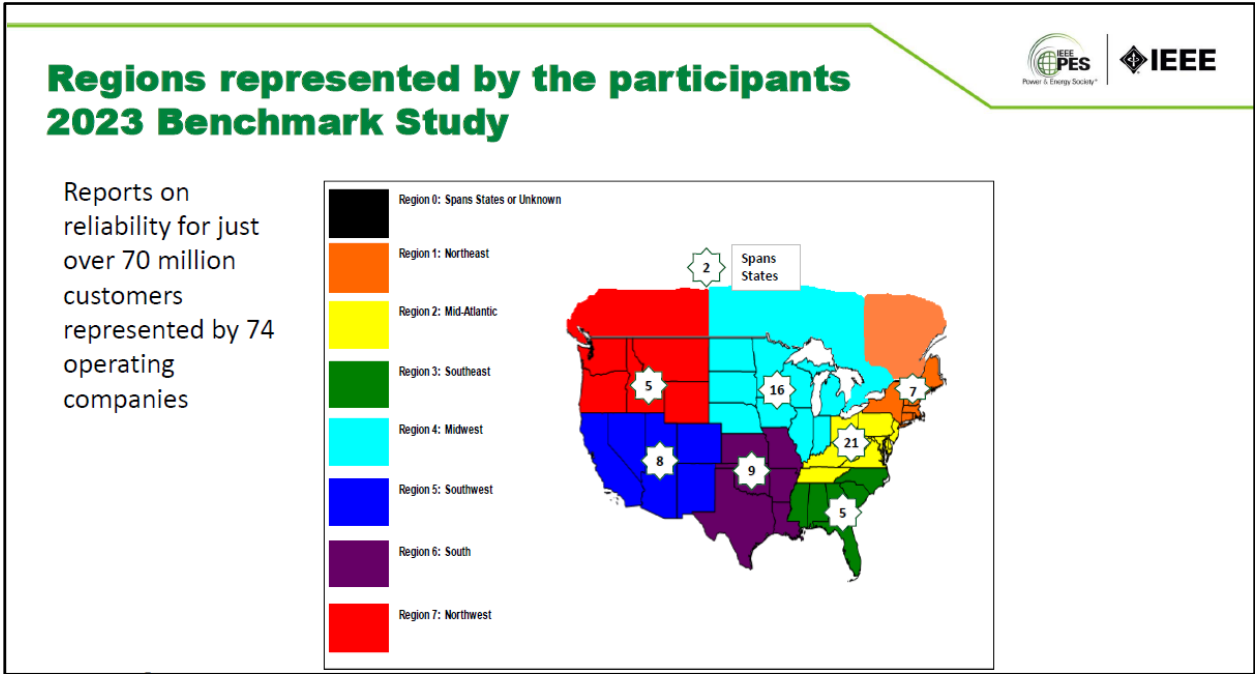 Regions represented by the participants
2023 Benchmark Study
IEEE
PES
Power & Energy Society
IEEE
Reports on
reliability for just
over 70 million
customers
represented by 74
operating
companies
Region 0: Spans States or Unknown
Region 1: Northeast
Region 2: Mid-Atlantic
Region 3: Southeast
Region 4: Midwest
Region 5: Southwest
Region 6: South
Region 7: Northwest
2
Spans
States
5
16
7
21
8
9
5